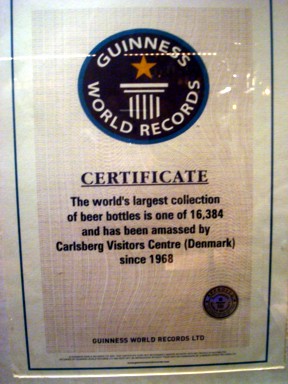 GUINNESS
WORLD RECORDS
CERTIFICATE
The world's largest collection
of beer bottles is one of 16,384
and has been amassed by
Carlsberg Visitors Centre (Denmark)
since 1968
GUINNESS WORLD RECORDS LTD